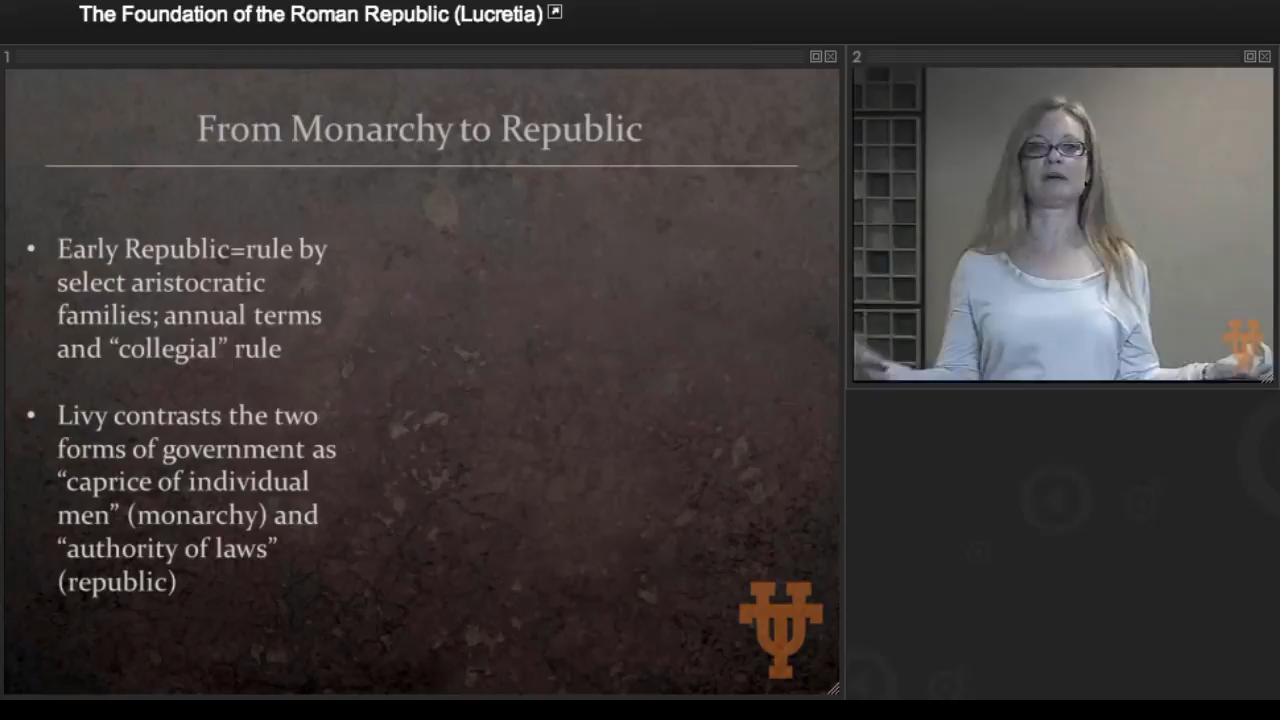 The Foundation of the Roman Republic (Lucretia)
1
2
From Monarchy to Republic
• Early Republic=rule by
select aristocratic
families; annual terms
and “collegial” rule
• Livy contrasts the two
forms of government as
“caprice of individual
men” (monarchy) and
“authority of laws”
(republic)
UT
UT